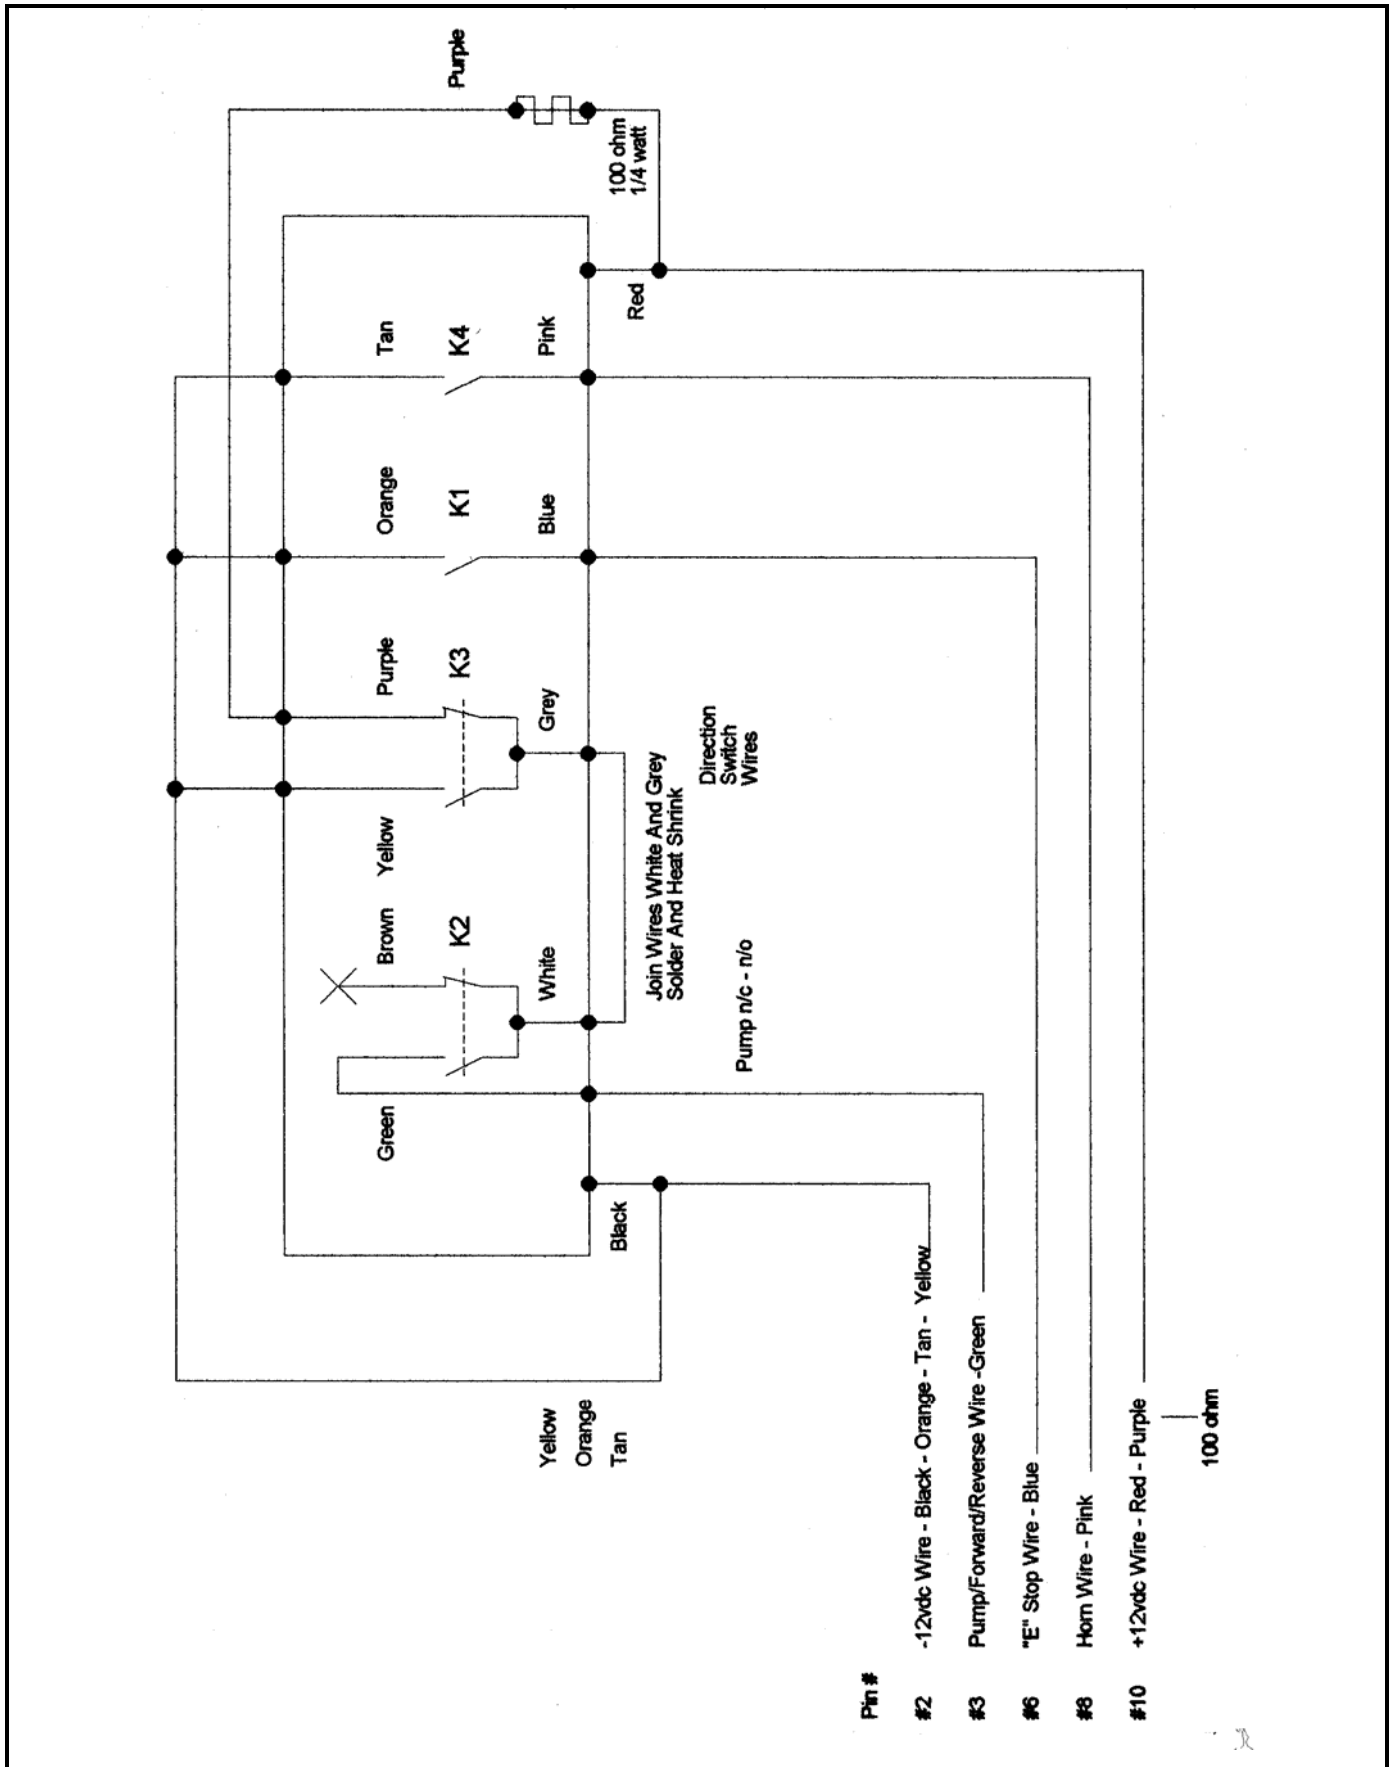 Purple
100 ohm
1/4 watt
Red
Tan
K4
Pink
Orange
K1
Blue
Purple
K3
Grey
Yellow
Direction
Switch
Wires
Join Wires White And Grey
Solder And Heat Shrink
Brown
K2
White
Pump n/c - n/o
Green
Black
Yellow
Orange
Tan
Pin #
#2 -12vdc Wire - Black - Orange - Tan - Yellow
#3 Pump/Forward/Reverse Wire -Green
#6 "E" Stop Wire - Blue
#8 Horn Wire - Pink
#10 +12vdc Wire - Red - Purple
100 ohm